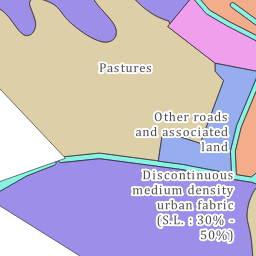 Pastures
Other roads
and associated
land
Discontinuous
medium density
urban fabric
(S.L. : 30% -
50%)